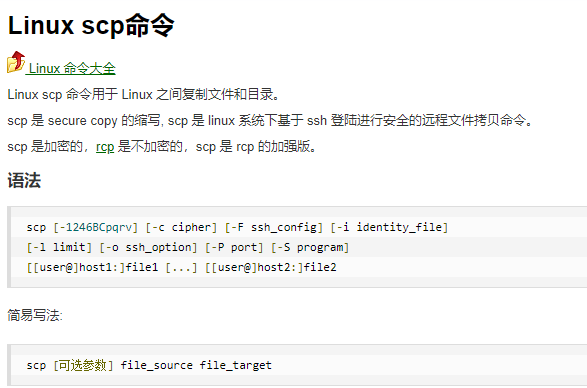 Linux scp命令
Linux 命令大全
Linux scp 命令用于 Linux 之间复制文件和目录。
scp 是 secure copy 的缩写, scp 是 linux 系统下基于 ssh 登陆进行安全的远程文件拷贝命令。
scp 是加密的，rcp 是不加密的，scp 是 rcp 的加强版。
语法
scp [-1246BCpqrv] [-c cipher] [-F ssh_config] [-i identity_file]
[-l limit] [-o ssh_option] [-P port] [-S program]
[[user@]host1:]file1 [...] [[user@]host2:]file2
简易写法:
scp [可选参数] file_source file_target